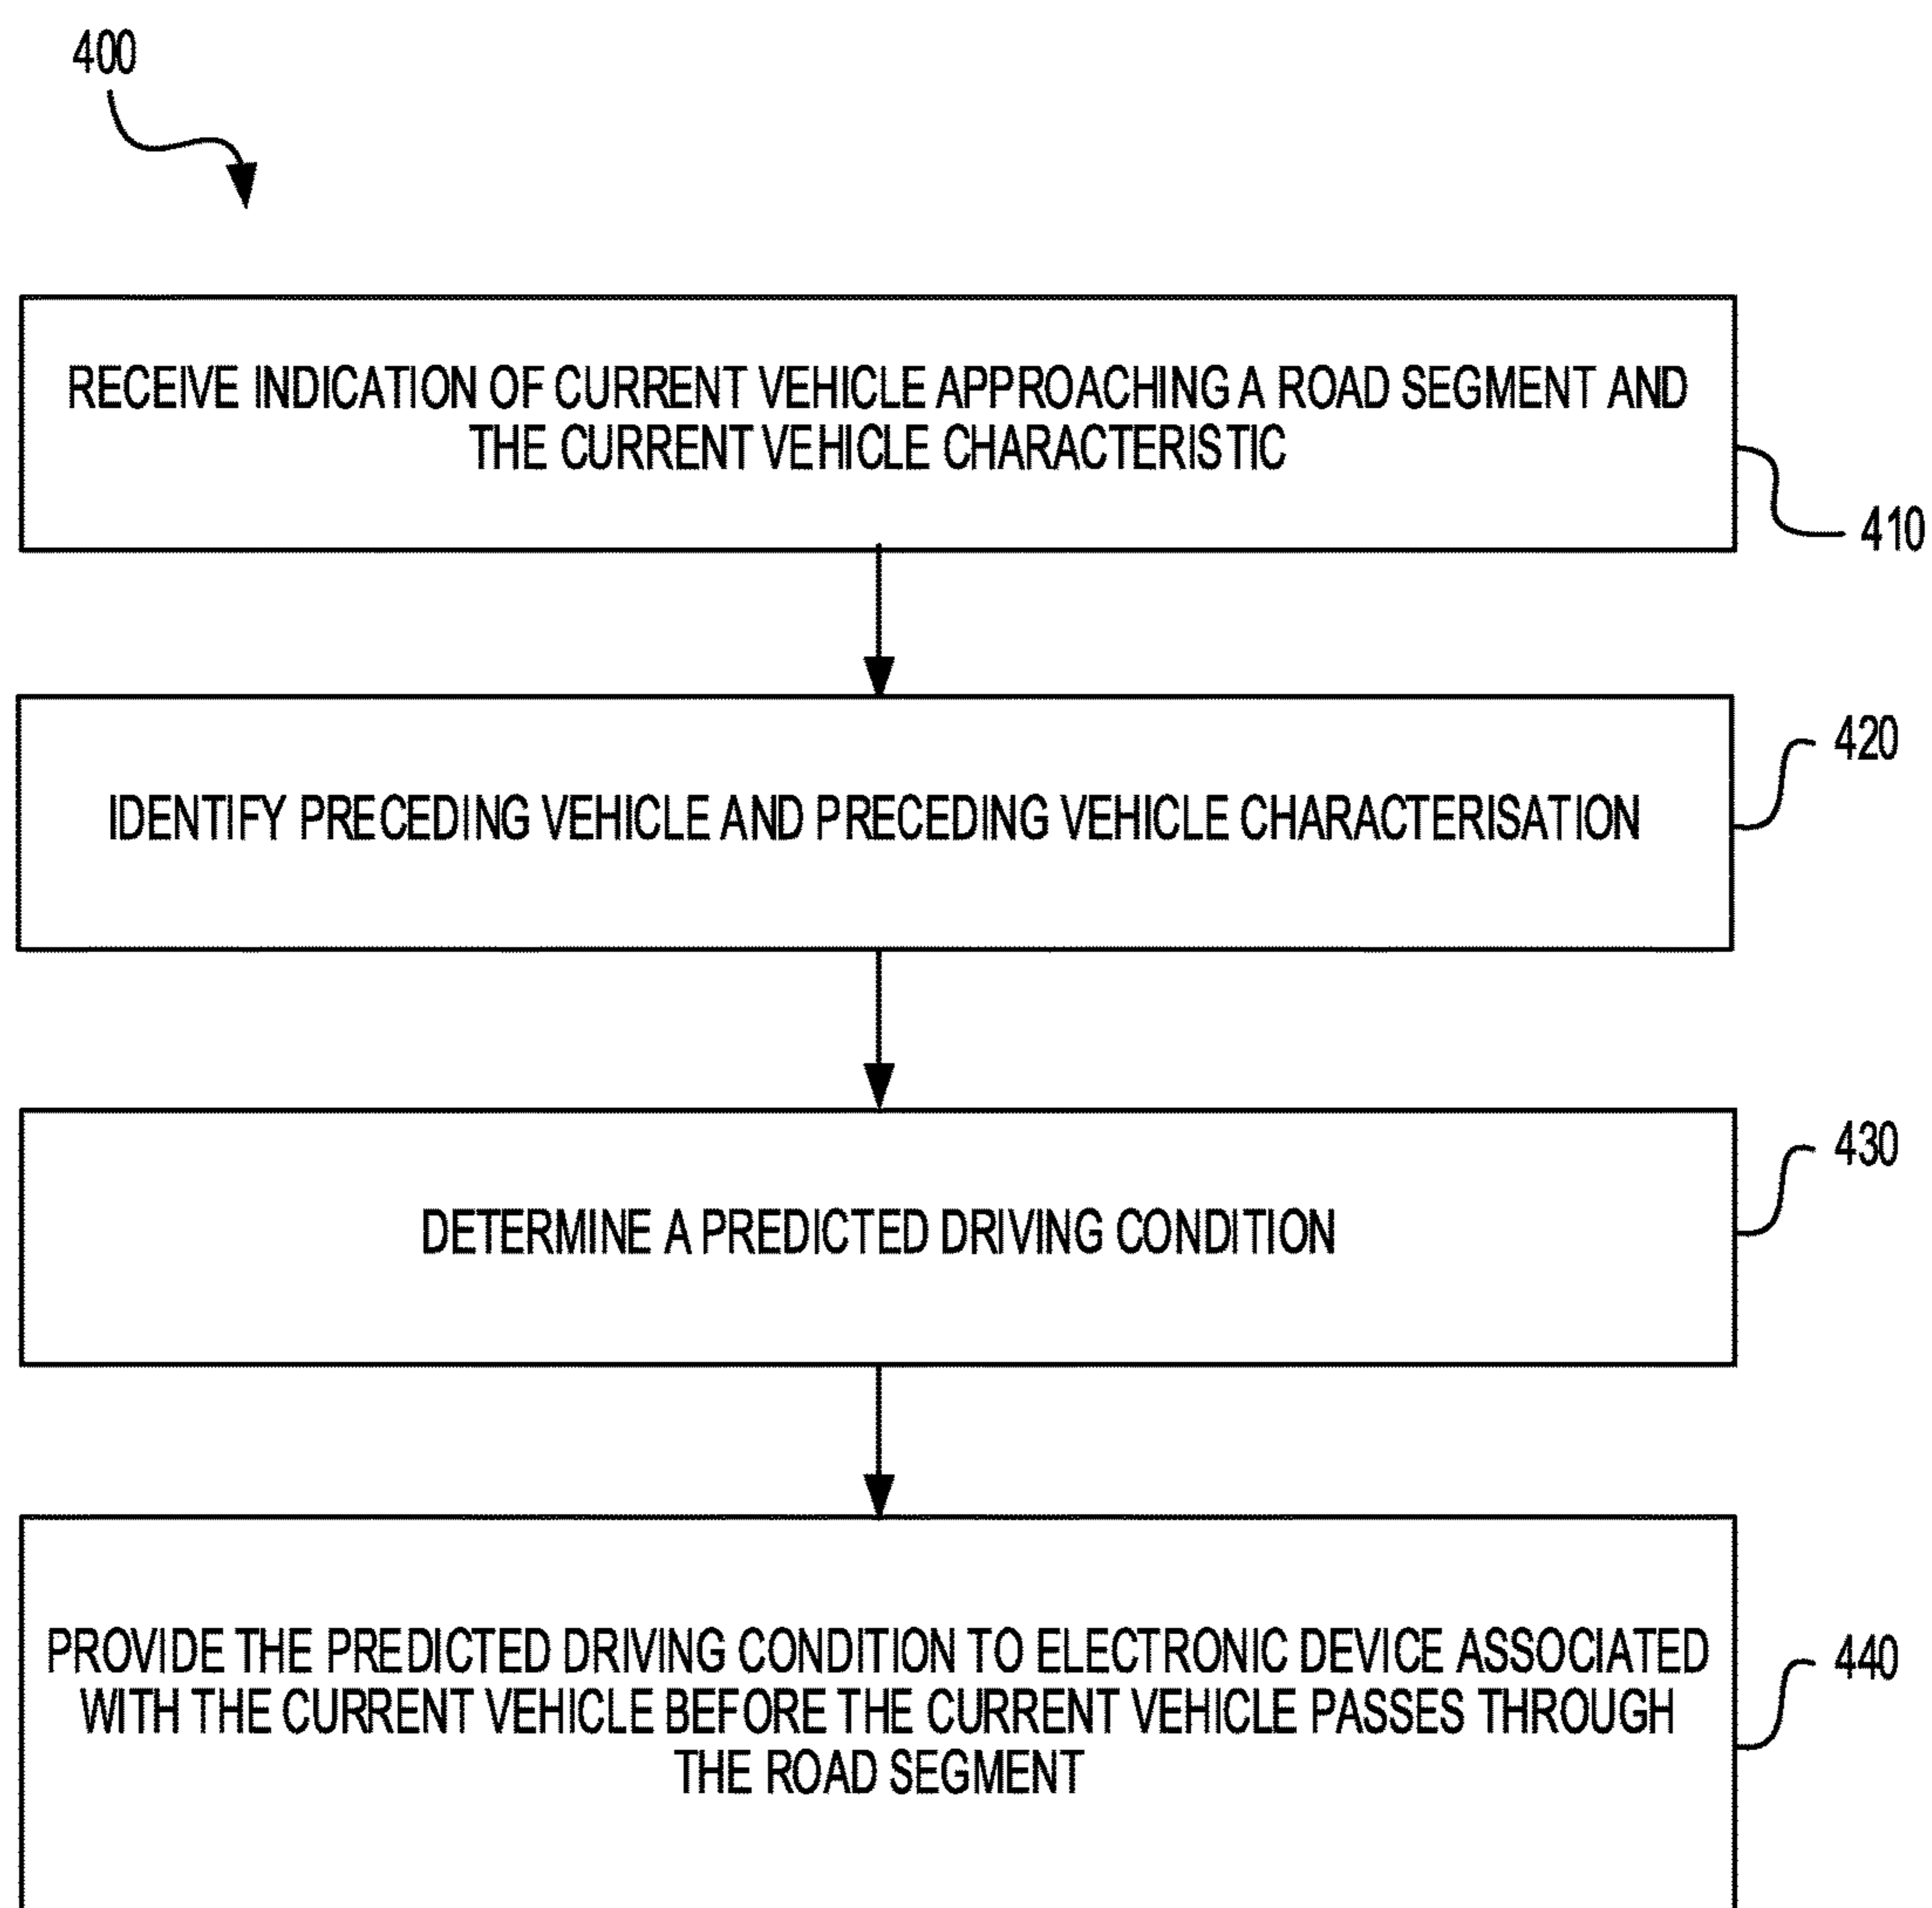 400
RECEIVE INDICATION OF CURRENT VEHICLE APPROACHING A ROAD SEGMENT AND
THE CURRENT VEHICLE CHARACTERISTIC
410
IDENTIFY PRECEDING VEHICLE AND PRECEDING VEHICLE CHARACTERISATION
420
DETERMINE A PREDICTED DRIVING CONDITION
430
PROVIDE THE PREDICTED DRIVING CONDITION TO ELECTRONIC DEVICE ASSOCIATED
WITH THE CURRENT VEHICLE BEFORE THE CURRENT VEHICLE PASSES THROUGH
THE ROAD SEGMENT
440